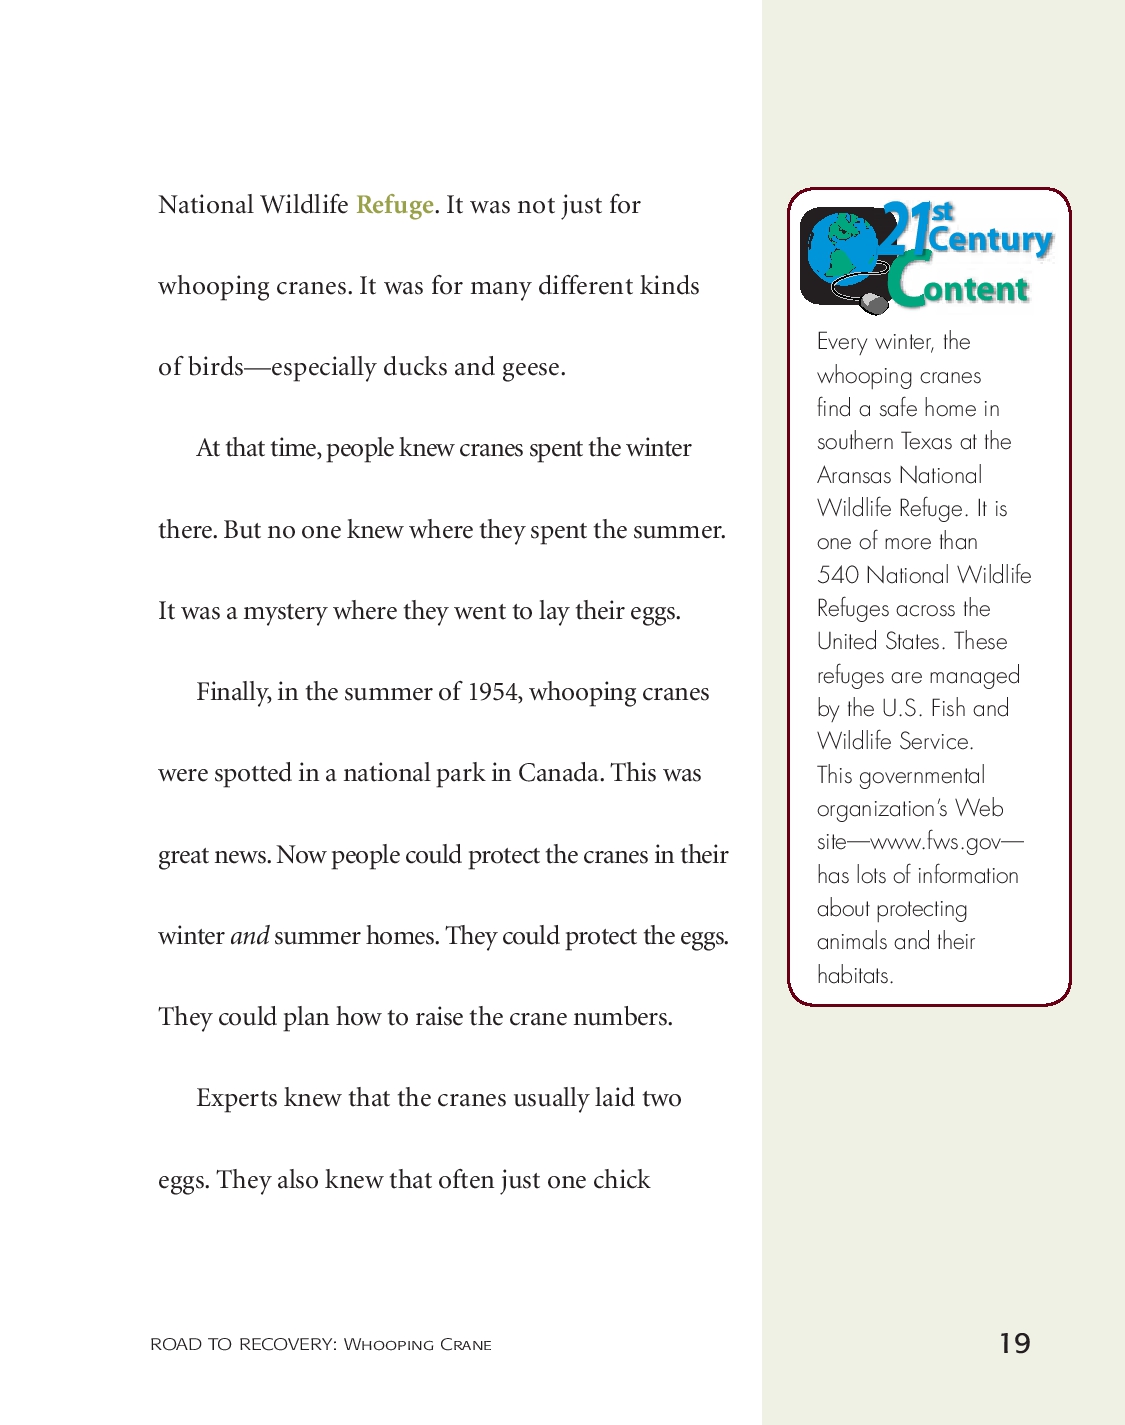 National Wildlife Refuge. It was not just for
whooping cranes. It was for many different kinds
of birds—especially ducks and geese.
At that time, people knew cranes spent the winter
there. But no one knew where they spent the summer.
It was a mystery where they went to lay their eggs.
Finally, in the summer of 1954, whooping cranes
were spotted in a national park in Canada. This was
great news. Now people could protect the cranes in their
winter and summer homes. They could protect the eggs.
They could plan how to raise the crane numbers.
Experts knew that the cranes usually laid two
eggs. They also knew that often just one chick
21st
Century
Content
Every winter, the
whooping cranes
find a safe home in
southern Texas at the
Aransas National
Wildlife Refuge. It is
one of more than
540 National Wildlife
Refuges across the
United States. These
refuges are managed
by the U.S. Fish and
Wildlife Service.
This governmental
organization's Web
site—www.fws.gov—
has lots of information
about protecting
animals and their
habitats.
ROAD TO RECOVERY: Whooping Crane
19